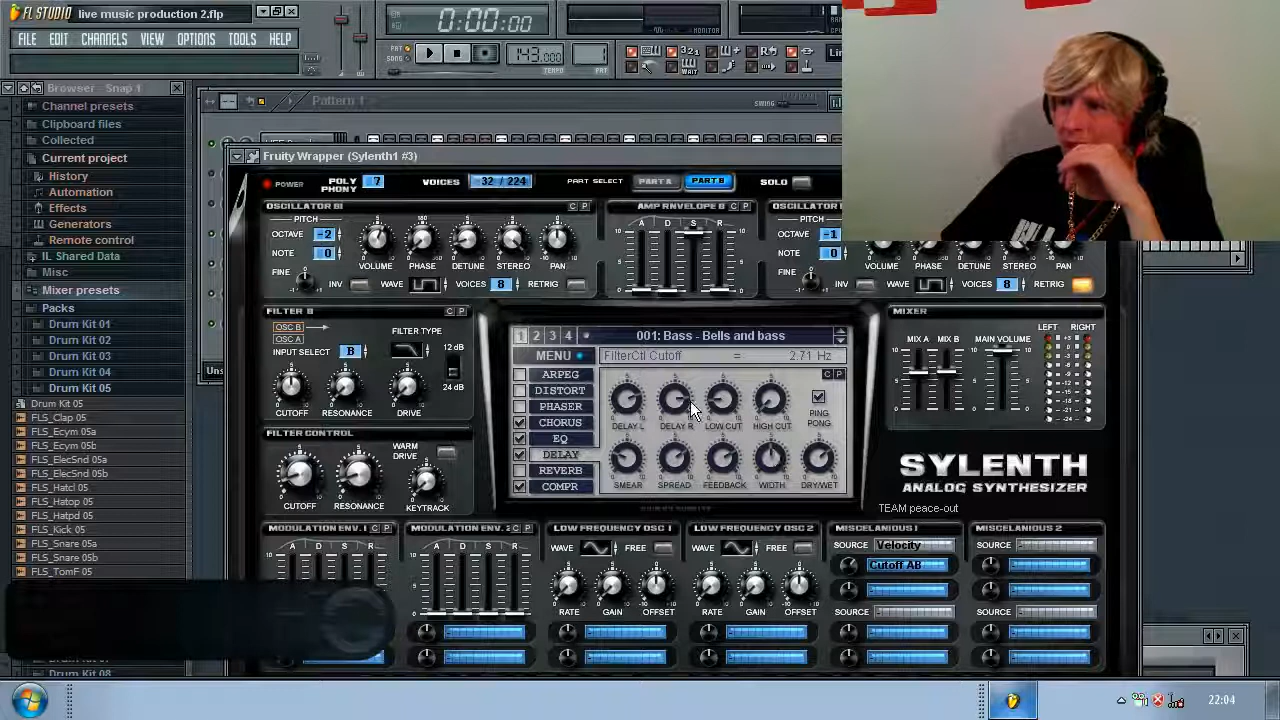 FL STUDIO live music production 2.flp
FILE EDIT CHANNELS VIEW OPTIONS TOOLS HELP
0:00:00
MONITOR
PAT
SONG
143.000
TEMPO
PAT
321
WAIT
Browser - Snap 1
Channel presets
Clipboard files
Collected
Current project
History
Automation
Effects
Generators
Remote control
IL Shared Data
Misc
Mixer presets
Packs
Drum Kit 01
Drum Kit 02
Drum Kit 03
Drum Kit 04
Drum Kit 05
Drum Kit 05
FLS_Clap 05
FLS_Ecym 05a
FLS_Ecym 05b
FLS_ElecSnd 05a
FLS_ElecSnd 05b
FLS_Hatcl 05
FLS_Hatop 05
FLS_Hatpd 05
FLS_Kick 05
FLS_Snare 05a
FLS_Snare 05b
FLS_TomF 05
Drum Kit 08
Pattern 1
SWING
Fruity Wrapper (Sylenth1 #3)
POWER POLY PHONY 7 VOICES 32 / 224 PART SELECT PART A PART B SOLO
OSCILLATOR B1 C P
PITCH
OCTAVE -2
NOTE 0
FINE
VOLUME PHASE DETUNE STEREO PAN
INV WAVE VOICES 8 RETRIG
AMP ENVELOPE B C P
A D S R
PITCH
OCTAVE -1
NOTE 0
FINE
VOLUME PHASE DETUNE STEREO PAN
INV WAVE VOICES 8 RETRIG
FILTER B C P
OSC B
OSC A
INPUT SELECT B
FILTER TYPE
12 dB
24 dB
CUTOFF RESONANCE DRIVE
FILTER CONTROL
WARM DRIVE
CUTOFF RESONANCE KEYTRACK
1 2 3 4 001: Bass - Bells and bass
MENU FilterCtl Cutoff = 2.71 Hz
ARPEG
DISTORT
PHASER
CHORUS
EQ
DELAY
REVERB
COMPR
C P
DELAY L DELAY R LOW CUT HIGH CUT PING PONG
SMEAR SPREAD FEEDBACK WIDTH DRY/WET
MIXER
LEFT RIGHT
MIX A MIX B MAIN VOLUME
SYLENTH
ANALOG SYNTHESIZER
TEAM peace-out
MODULATION ENV. 1 C P
A D S R
C P
A D S R
LOW FREQUENCY OSC 1
WAVE FREE
RATE GAIN OFFSET
LOW FREQUENCY OSC 2
WAVE FREE
RATE GAIN OFFSET
MISCELANIOUS 1
SOURCE Velocity
Cutoff AB
SOURCE
MISCELANIOUS 2
SOURCE
SOURCE
22:04